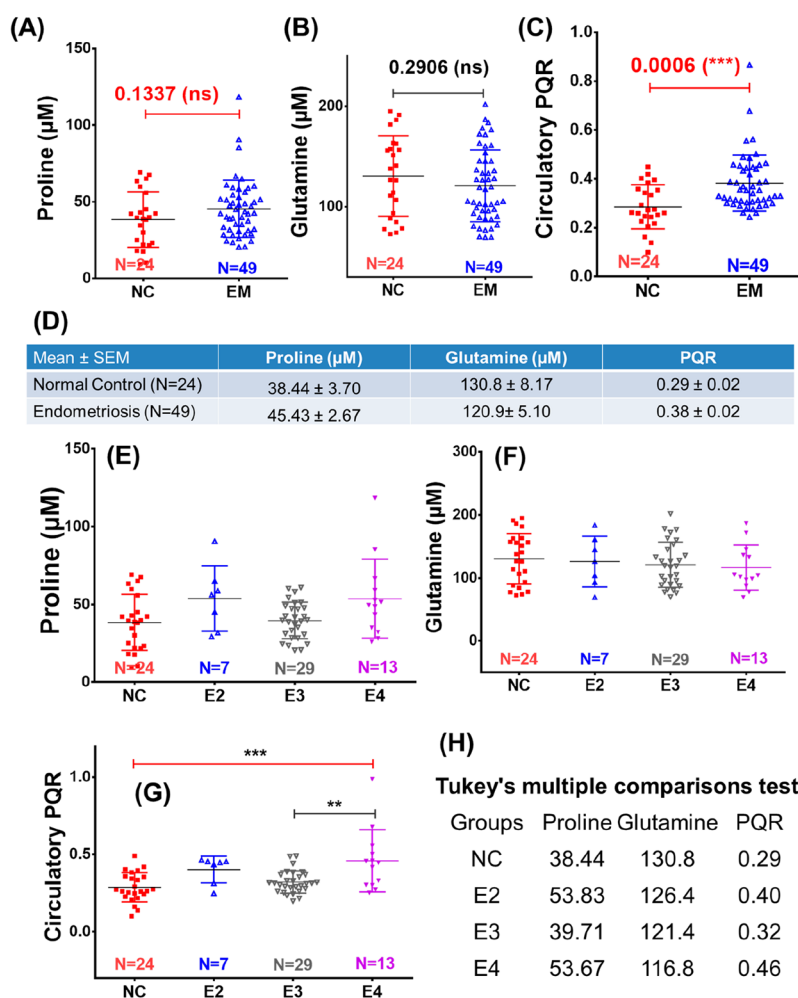 (A)
150
100
50
0
Proline (µM)
0.1337 (ns)
N=24
N=49
NC
EM
(B)
200
100
Glutamine (µM)
0.2906 (ns)
N=24
N=49
NC
EM
(C)
1.0
0.8
0.6
0.4
0.2
0.0
Circulatory PQR
0.0006 (***)
N=24
N=49
NC
EM
(D)
Mean ± SEM Proline (µM) Glutamine (µM) PQR
Normal Control (N=24) 38.44 ± 3.70 130.8 ± 8.17 0.29 ± 0.02
Endometriosis (N=49) 45.43 ± 2.67 120.9± 5.10 0.38 ± 0.02
(E)
150
100
50
0
Proline (µM)
N=24 N=7 N=29 N=13
NC E2 E3 E4
(F)
300
200
100
0
Glutamine (µM)
N=24 N=7 N=29 N=13
NC E2 E3 E4
(G)
1.0
0.5
0.0
Circulatory PQR
***
**
N=24 N=7 N=29 N=13
NC E2 E3 E4
(H)
Tukey's multiple comparisons test
Groups Proline Glutamine PQR
NC 38.44 130.8 0.29
E2 53.83 126.4 0.40
E3 39.71 121.4 0.32
E4 53.67 116.8 0.46